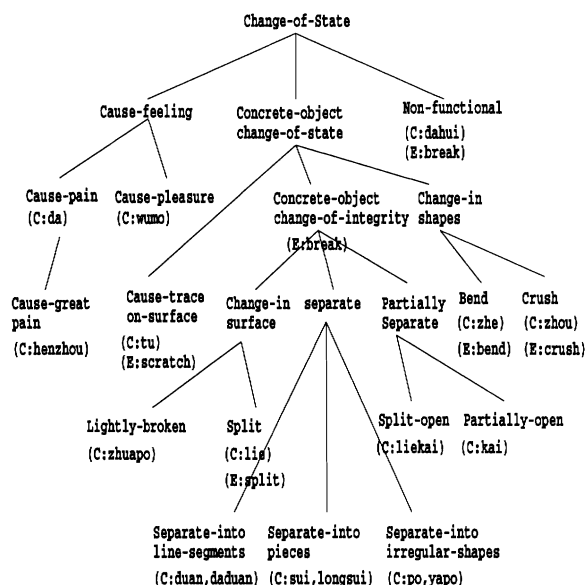 Change-of-State
Cause-feeling
Concrete-object
change-of-state
Non-functional
(C:dahui)
(E:break)
Cause-pain
(C:da)
Cause-pleasure
(C:wumo)
Concrete-object
change-of-integrity
(E:break)
Change-in
shapes
Cause-great
pain
(C:henzhou)
Cause-trace
on-surface
(C:tu)
(E:scratch)
Change-in
surface
separate
Partially
Separate
Bend
(C:zhe)
(E:bend)
Crush
(C:zhou)
(E:crush)
Lightly-broken
(C:zhuapo)
Split
(C:lie)
(E:split)
Split-open
(C:liekai)
Partially-open
(C:kai)
Separate-into
line-segments
(C:duan,daduan)
Separate-into
pieces
(C:sui,longsui)
Separate-into
irregular-shapes
(C:po,yapo)